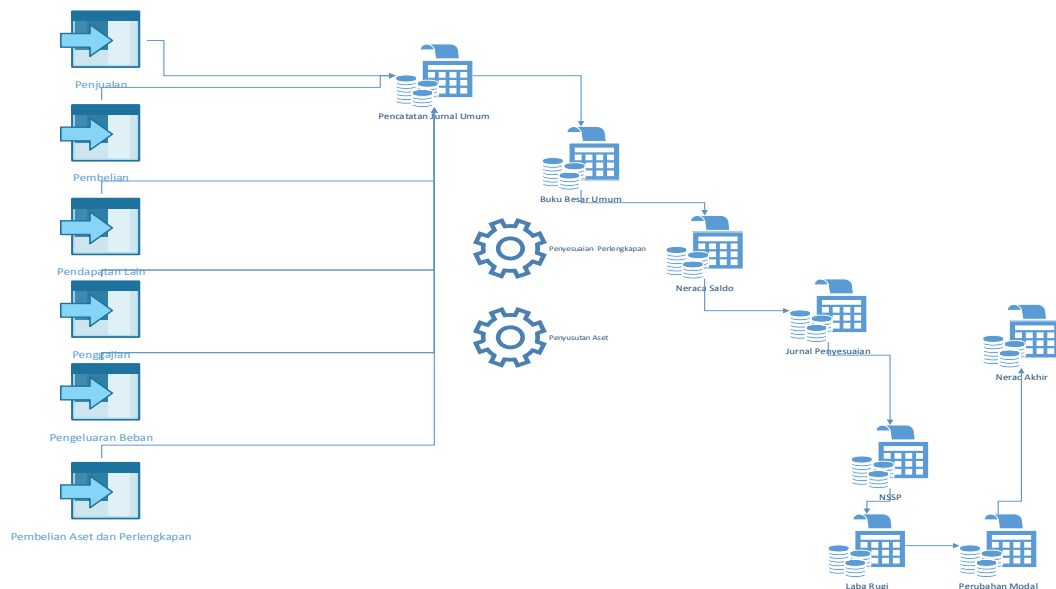 Penjualan
Pembelian
Pendapatan Lain
Penggajian
Pengeluaran Beban
Pembelian Aset dan Perlengkapan
Pencatatan Jurnal Umum
Buku Besar Umum
Penyesuaian Perlengkapan
Penyusutan Aset
Neraca Saldo
Jurnal Penyesuaian
NSSP
Laba Rugi
Perubahan Modal
Nerac Akhir